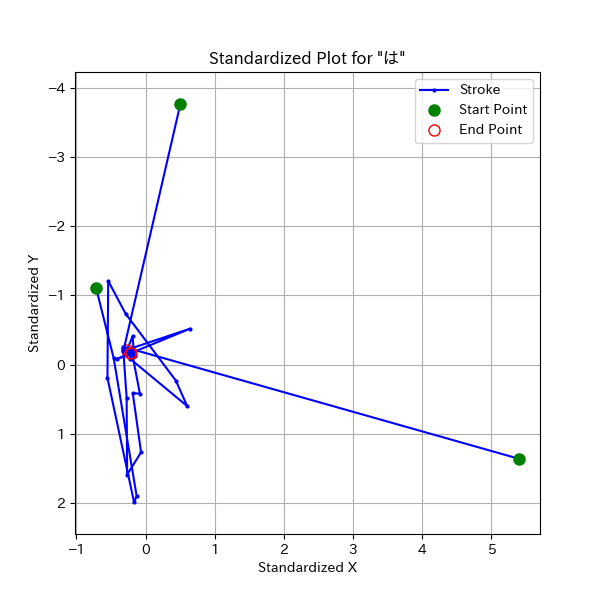 Standardized Plot for "は"
Stroke
Start Point
End Point
Standardized Y
−4
−3
−2
−1
0
1
2
−1 0 1 2 3 4 5
Standardized X